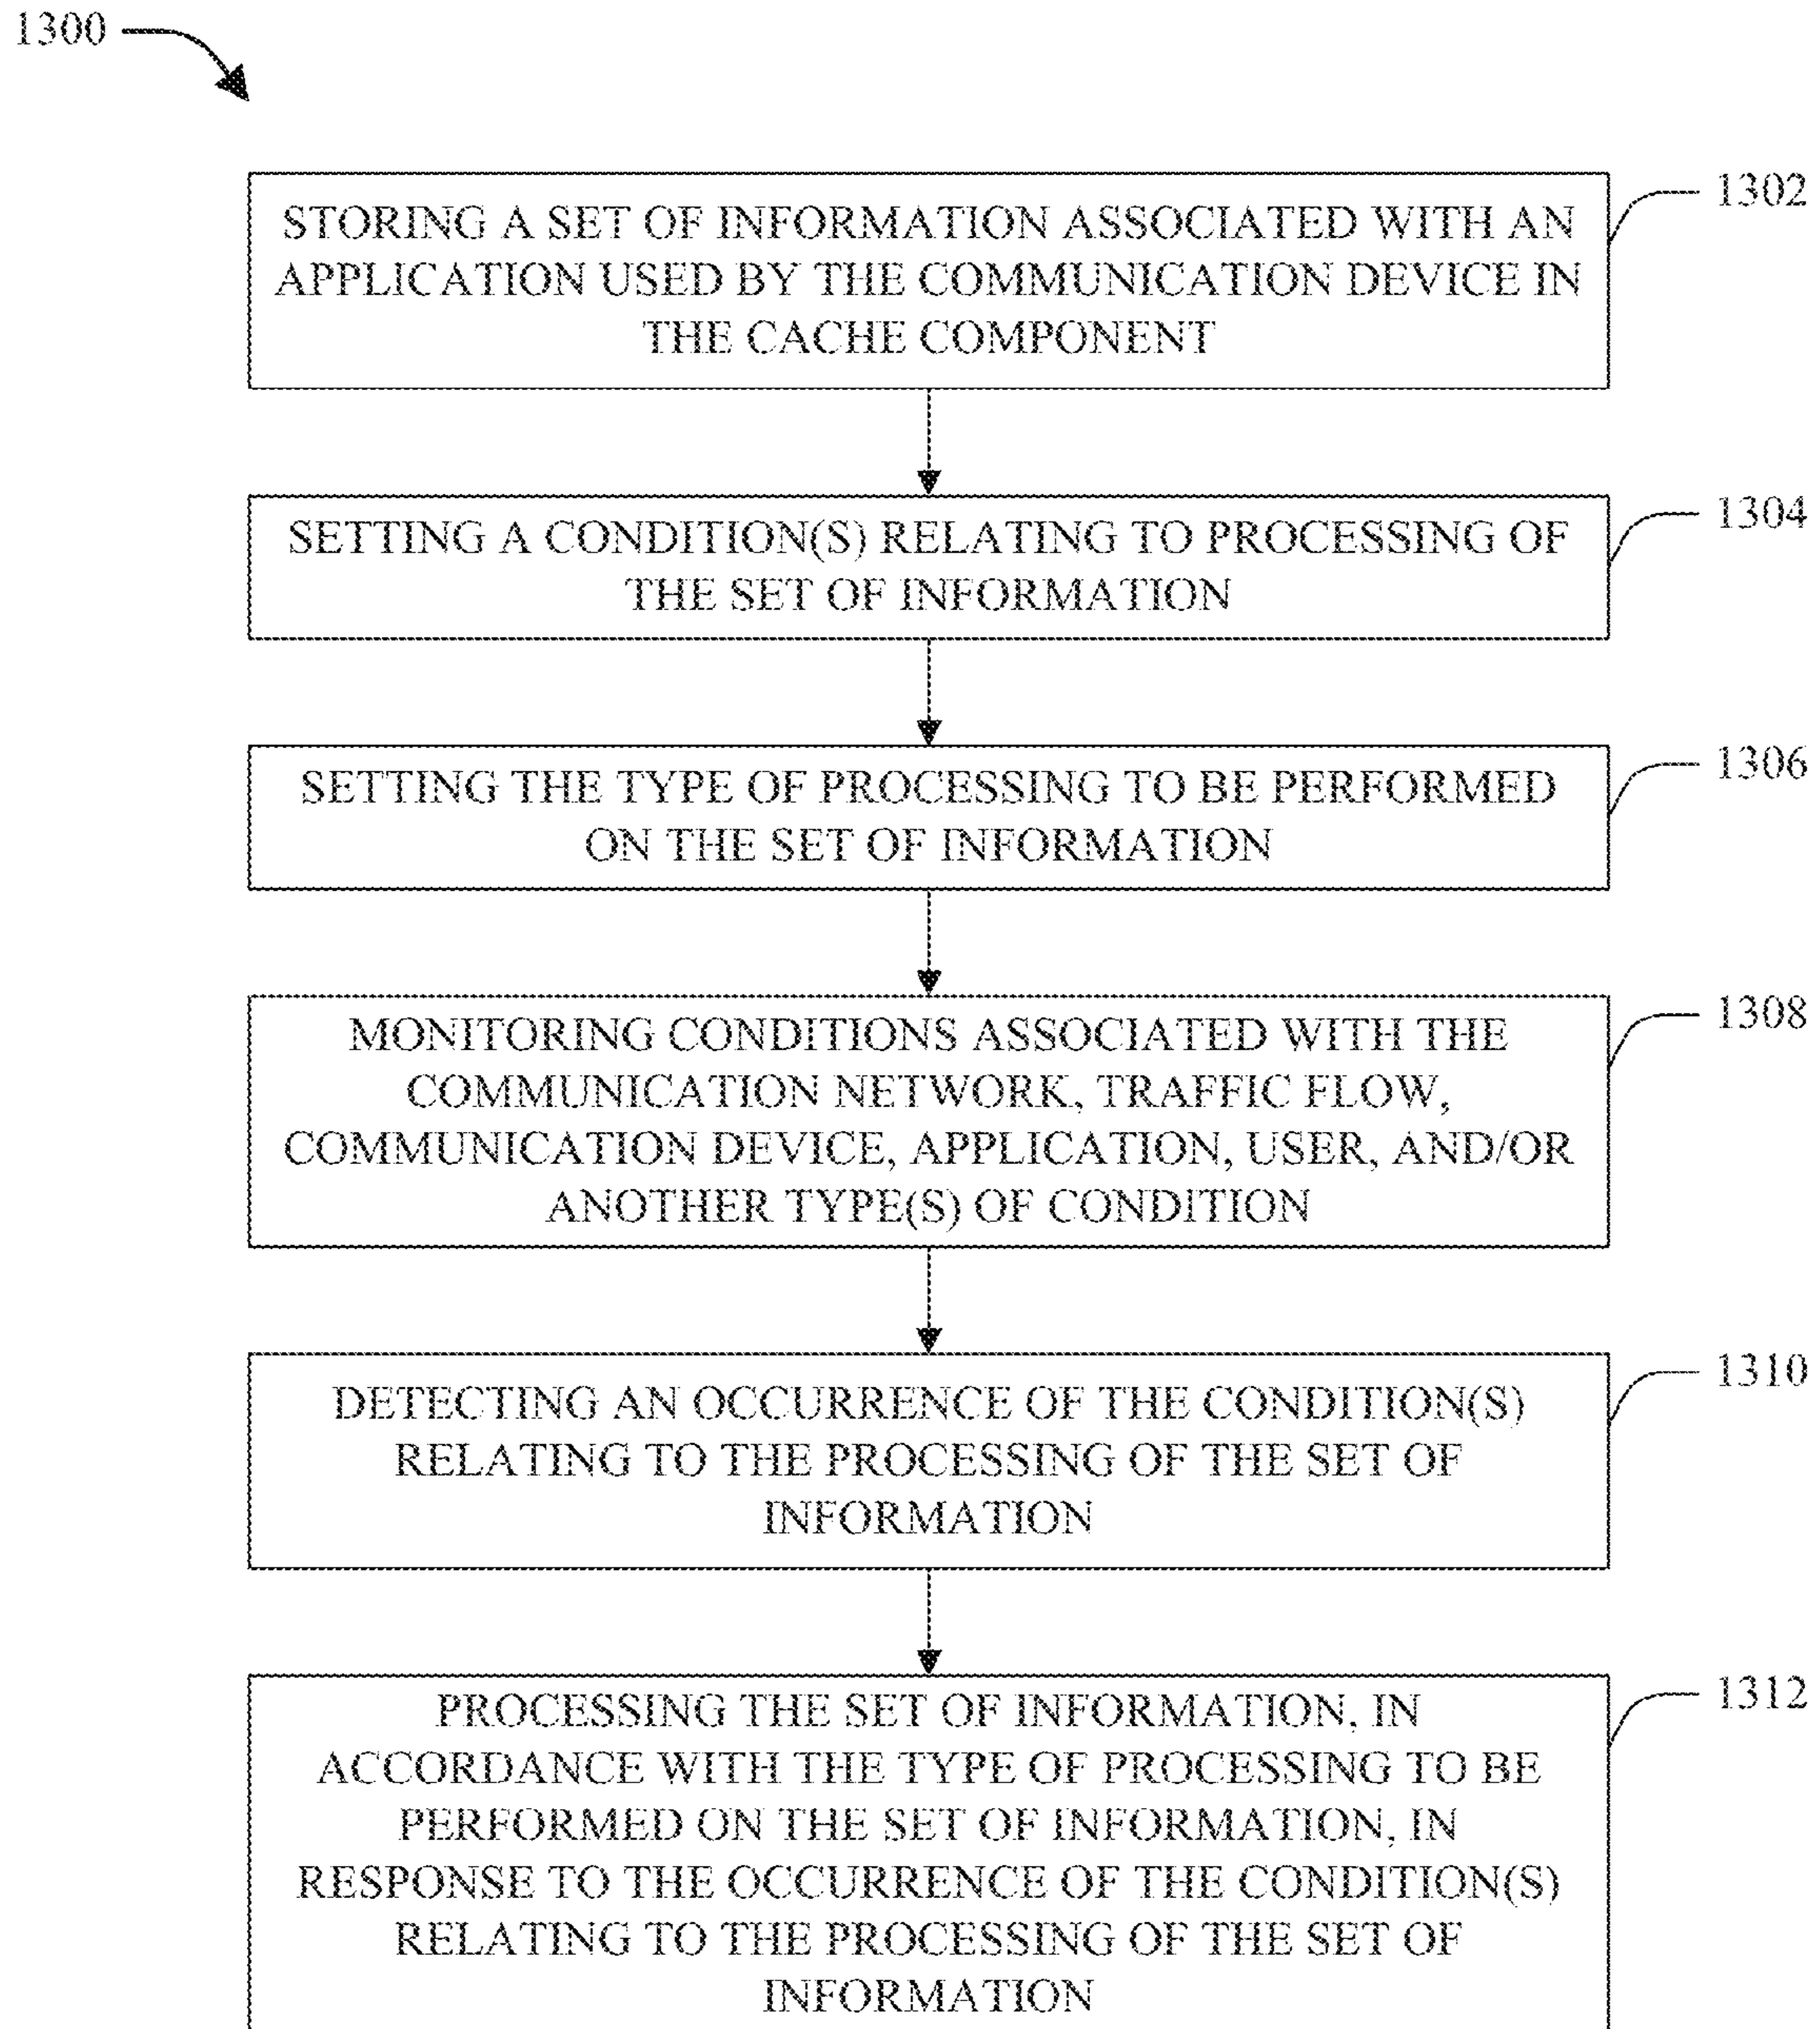 1300
STORING A SET OF INFORMATION ASSOCIATED WITH AN
APPLICATION USED BY THE COMMUNICATION DEVICE IN
THE CACHE COMPONENT
1302
SETTING A CONDITION(S) RELATING TO PROCESSING OF
THE SET OF INFORMATION
1304
SETTING THE TYPE OF PROCESSING TO BE PERFORMED
ON THE SET OF INFORMATION
1306
MONITORING CONDITIONS ASSOCIATED WITH THE
COMMUNICATION NETWORK, TRAFFIC FLOW,
COMMUNICATION DEVICE, APPLICATION, USER, AND/OR
ANOTHER TYPE(S) OF CONDITION
1308
DETECTING AN OCCURRENCE OF THE CONDITION(S)
RELATING TO THE PROCESSING OF THE SET OF
INFORMATION
1310
PROCESSING THE SET OF INFORMATION, IN
ACCORDANCE WITH THE TYPE OF PROCESSING TO BE
PERFORMED ON THE SET OF INFORMATION, IN
RESPONSE TO THE OCCURRENCE OF THE CONDITION(S)
RELATING TO THE PROCESSING OF THE SET OF
INFORMATION
1312